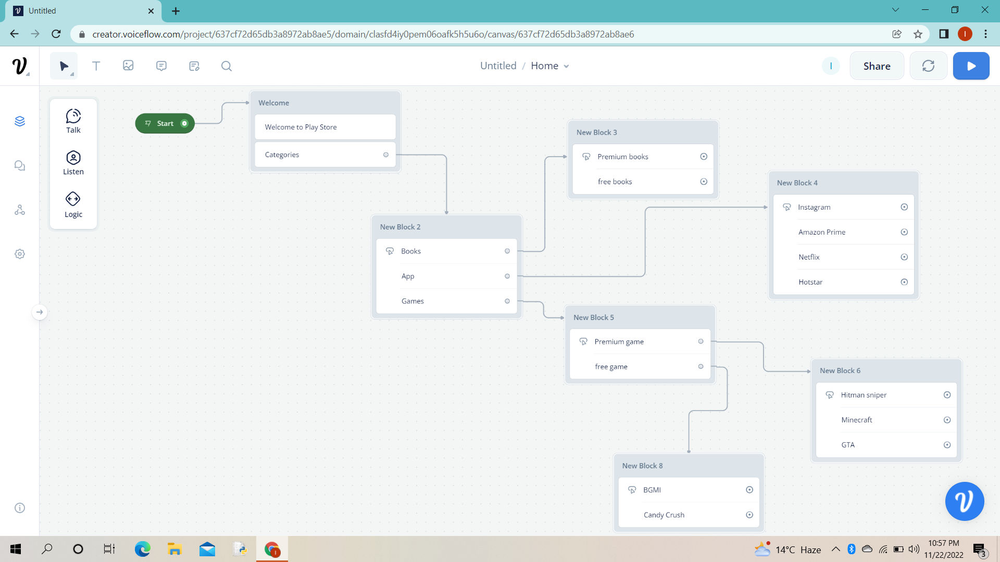 Untitled
creator.voiceflow.com/project/637cf72d65db3a8972ab8ae5/domain/clasfd4iy0pem06oafk5h5u6o/canvas/637cf72d65db3a8972ab8ae6
I
Untitled / Home
I
Share
Talk
Listen
Logic
Start
Welcome
Welcome to Play Store
Categories
New Block 2
Books
App
Games
New Block 3
Premium books
free books
New Block 4
Instagram
Amazon Prime
Netflix
Hotstar
New Block 5
Premium game
free game
New Block 6
Hitman sniper
Minecraft
GTA
New Block 8
BGMI
Candy Crush
14°C Haze
10:57 PM
11/22/2022
3